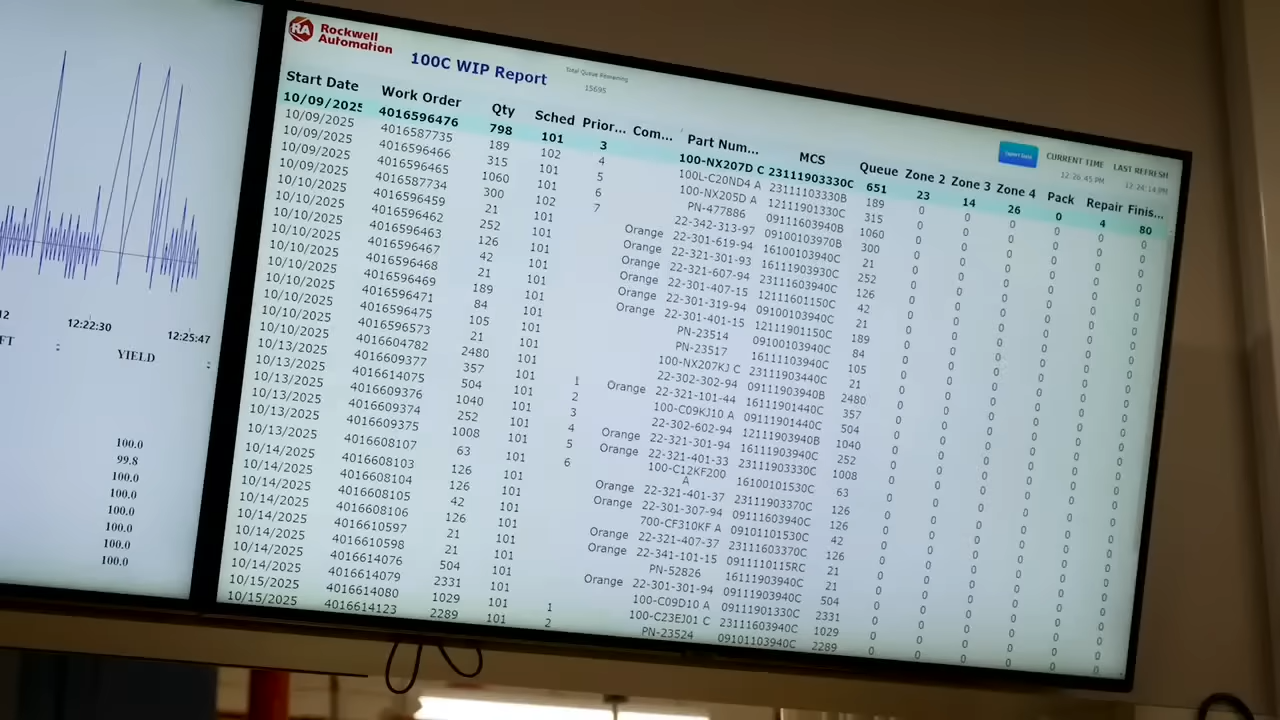 Rockwell
Automation
100C WIP Report
Total Queue Remaining
15695
Export Data
CURRENT TIME LAST REFRESH
12:26:45 PM 12:24:14 PM
Start Date Work Order Qty Sched Prior... Com... Part Num... MCS Queue Zone 2 Zone 3 Zone 4 Pack Repair Finis...
10/09/2025 4016596476 798 101 3 100-NX207D C 23111903330C 651 23 14 26 0 4 80
10/09/2025 4016587735 189 102 4 100L-C20ND4 A 23111103330B 189 0 0 0 0 0 0
10/09/2025 4016596466 315 101 5 100-NX205D A 12111901330C 315 0 0 0 0 0 0
10/09/2025 4016596465 1060 101 6 PN-477886 09111603940B 1060 0 0 0 0 0 0
10/09/2025 4016587734 300 102 7 22-342-313-97 09100103970B 300 0 0 0 0 0 0
10/10/2025 4016596459 21 101 Orange 22-301-619-94 16100103940C 21 0 0 0 0 0 0
10/10/2025 4016596462 252 101 Orange 22-321-301-93 16111903930C 252 0 0 0 0 0 0
10/10/2025 4016596463 126 101 Orange 22-321-607-94 23111603940C 126 0 0 0 0 0 0
10/10/2025 4016596467 42 101 Orange 22-301-407-15 12111601150C 42 0 0 0 0 0 0
10/10/2025 4016596468 21 101 Orange 22-301-319-94 09100103940C 21 0 0 0 0 0 0
10/10/2025 4016596469 189 101 Orange 22-301-401-15 12111901150C 189 0 0 0 0 0 0
10/10/2025 4016596471 84 101 PN-23514 09100103940C 84 0 0 0 0 0 0
10/10/2025 4016596475 105 101 PN-23517 16111103940C 105 0 0 0 0 0 0
10/10/2025 4016596573 21 101 100-NX207KJ C 23111903440C 21 0 0 0 0 0 0
10/13/2025 4016604782 2480 101 1 22-302-302-94 09111903940B 2480 0 0 0 0 0 0
10/13/2025 4016609377 357 101 2 Orange 22-321-101-44 16111901440C 357 0 0 0 0 0 0
10/13/2025 4016614075 504 101 3 100-C09KJ10 A 09111901440C 504 0 0 0 0 0 0
10/13/2025 4016609376 1040 101 4 22-302-602-94 12111903940B 1040 0 0 0 0 0 0
10/13/2025 4016609374 252 101 5 Orange 22-321-301-94 16111903940C 252 0 0 0 0 0 0
10/13/2025 4016609375 1008 101 6 Orange 22-321-401-33 23111903330C 1008 0 0 0 0 0 0
10/14/2025 4016608107 63 101 100-C12KF200 A 16100101530C 63 0 0 0 0 0 0
10/14/2025 4016608103 126 101 Orange 22-321-401-37 23111903370C 126 0 0 0 0 0 0
10/14/2025 4016608104 126 101 Orange 22-301-307-94 09111603940C 126 0 0 0 0 0 0
10/14/2025 4016608105 42 101 700-CF310KF A 09101101530C 42 0 0 0 0 0 0
10/14/2025 4016608106 126 101 Orange 22-321-407-37 23111603370C 126 0 0 0 0 0 0
10/14/2025 4016610597 21 101 Orange 22-341-101-15 0911110115RC 21 0 0 0 0 0 0
10/14/2025 4016610598 21 101 PN-52826 16111903940C 21 0 0 0 0 0 0
10/14/2025 4016614076 504 101 Orange 22-301-301-94 09111903940C 504 0 0 0 0 0 0
10/14/2025 4016614079 2331 101 100-C09D10 A 09111901330C 2331 0 0 0 0 0 0
10/15/2025 4016614080 1029 101 1 100-C23EJ01 C 23111603940C 1029 0 0 0 0 0 0
10/15/2025 4016614123 2289 101 2 PN-23524 09101103940C 2289 0 0 0 0 0 0
12 12:22:30 12:25:47
FT : YIELD :
100.0
99.8
100.0
100.0
100.0
100.0
100.0
100.0